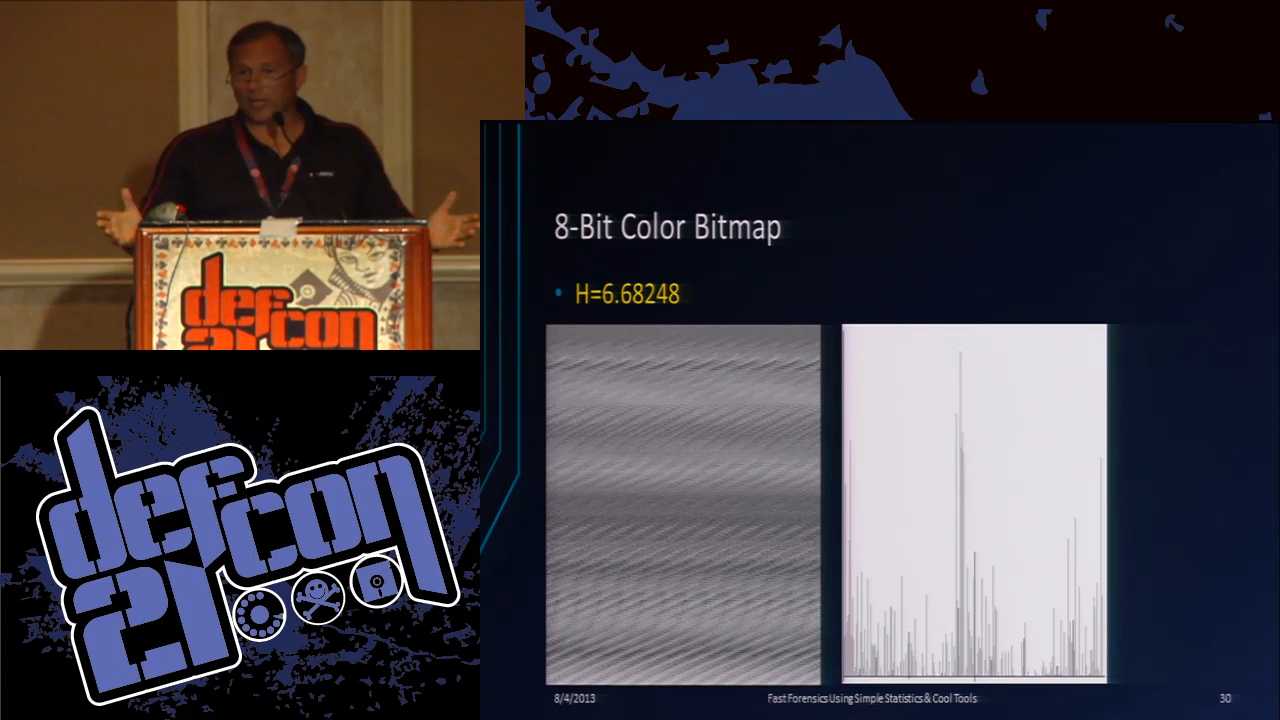 def con
8-Bit Color Bitmap
• H=6.68248
def con
21
8/4/2013
Fast Forensics Using Simple Statistics & Cool Tools
30